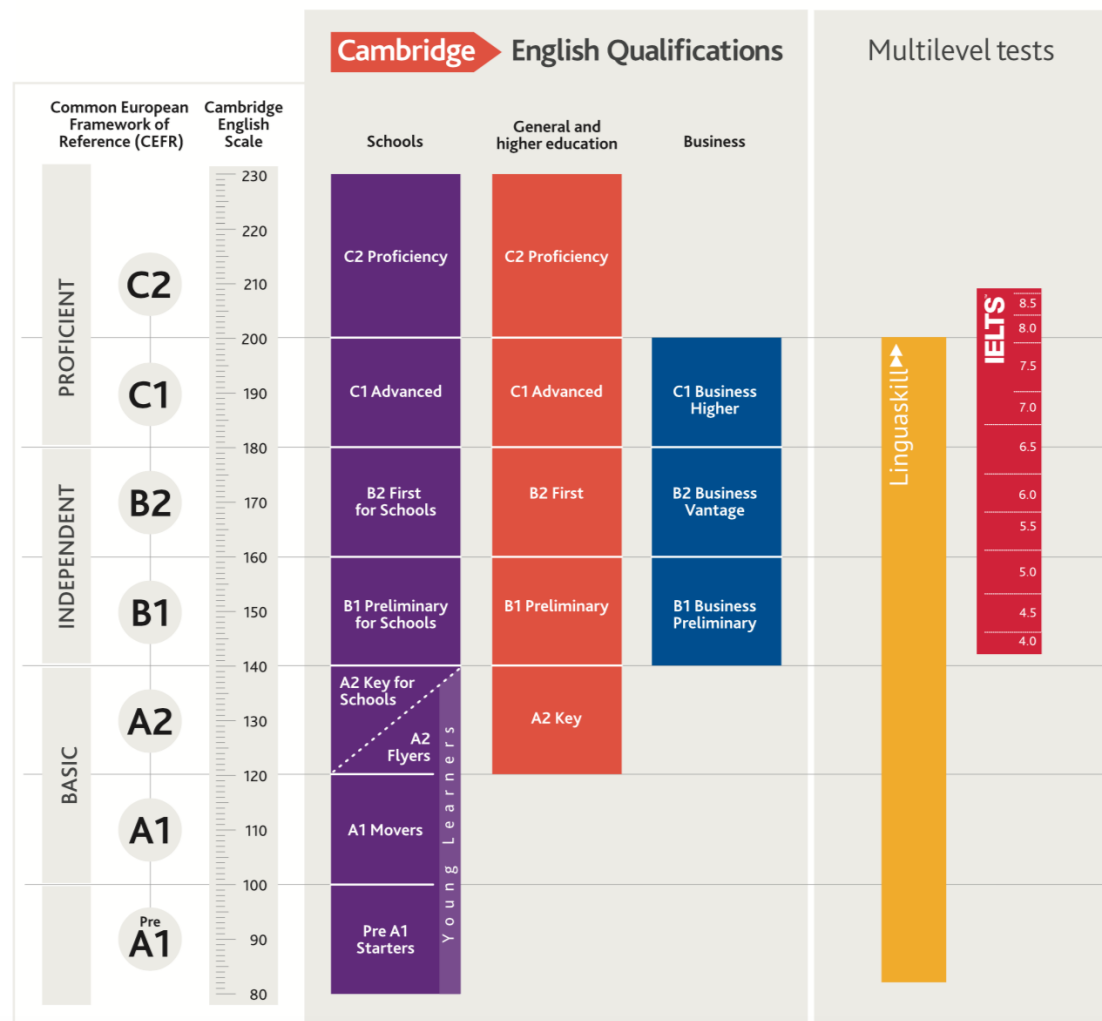 Cambridge English Qualifications
Multilevel tests
Common European
Framework of
Reference (CEFR)
Cambridge
English
Scale
Schools
General and
higher education
Business
PROFICIENT
INDEPENDENT
BASIC
C2
C1
B2
B1
A2
A1
Pre
A1
230
220
210
200
190
180
170
160
150
140
130
120
110
100
90
80
C2 Proficiency
C1 Advanced
B2 First
for Schools
B1 Preliminary
for Schools
A2 Key for
Schools
A2
Flyers
A1 Movers
Pre A1
Starters
Young Learners
C2 Proficiency
C1 Advanced
B2 First
B1 Preliminary
A2 Key
C1 Business
Higher
B2 Business
Vantage
B1 Business
Preliminary
Linguaskill
IELTS™
8.5
8.0
7.5
7.0
6.5
6.0
5.5
5.0
4.5
4.0